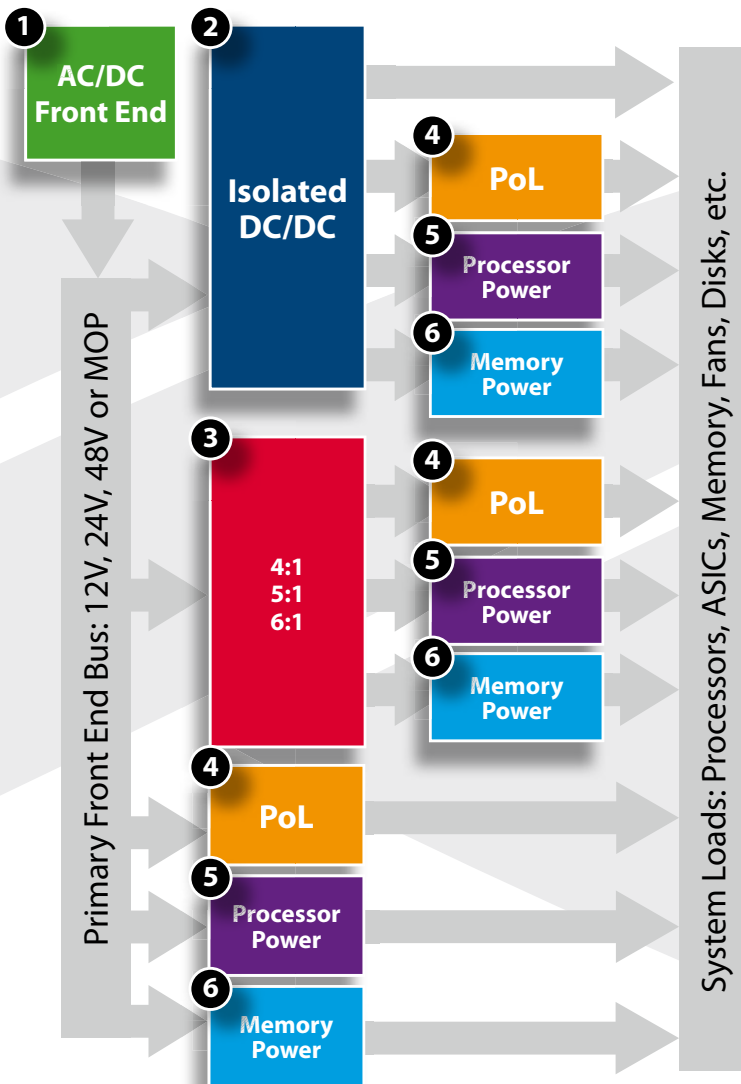 1
AC/DC
Front End
2
Isolated
DC/DC
4
PoL
5
Processor
Power
6
Memory
Power
3
4:1
5:1
6:1
4
PoL
5
Processor
Power
6
Memory
Power
4
PoL
5
Processor
Power
6
Memory
Power
Primary Front End Bus: 12V, 24V, 48V or MOP
System Loads: Processors, ASICs, Memory, Fans, Disks, etc.